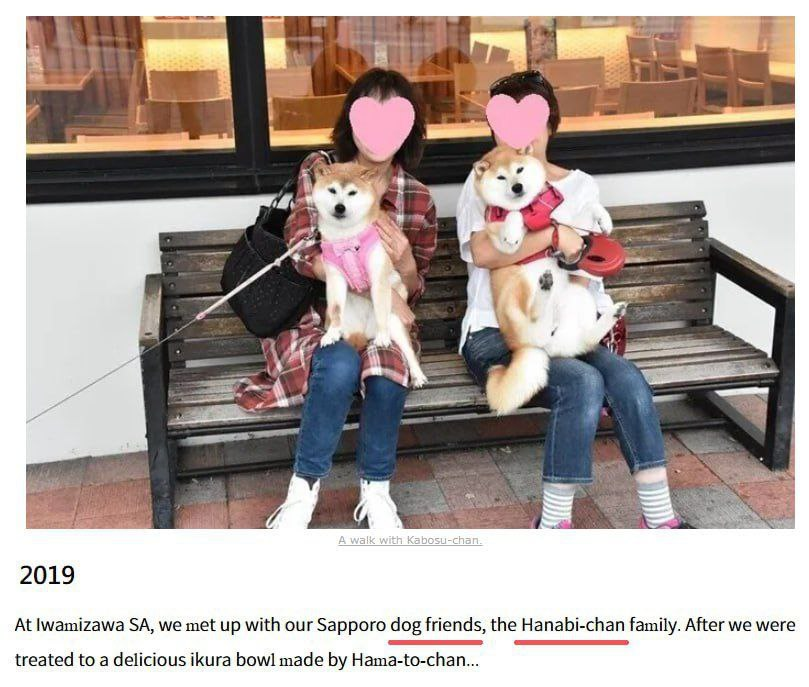 A walk with Kabosu-chan.
2019
At Iwamizawa SA, we met up with our Sapporo dog friends, the Hanabi-chan family. After we were
treated to a delicious ikura bowl made by Hama-to-chan...